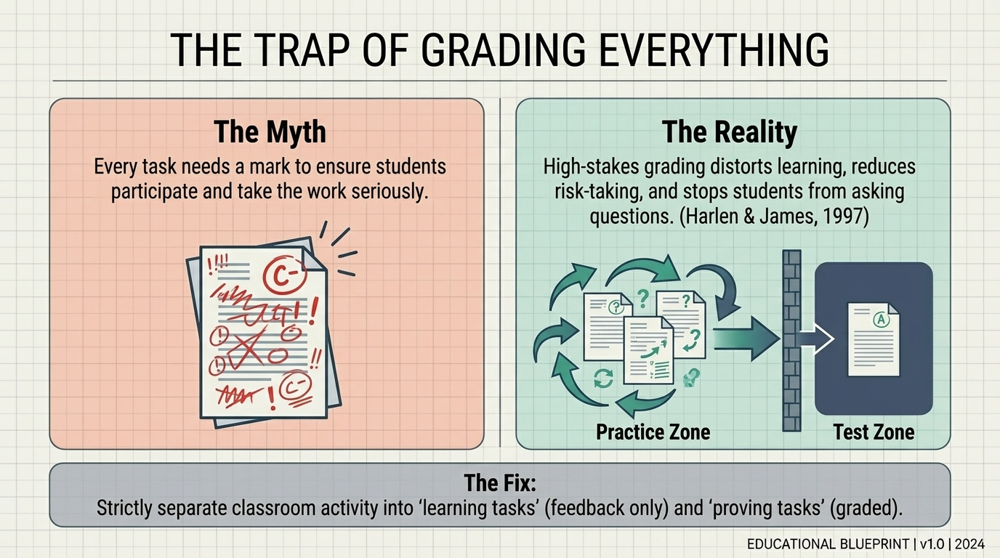 THE TRAP OF GRADING EVERYTHING
The Myth
Every task needs a mark to ensure students
participate and take the work seriously.
!!!!
C-
!!
!!
C-
!
The Reality
High-stakes grading distorts learning, reduces
risk-taking, and stops students from asking
questions. (Harlen & James, 1997)
?
?
?
?
?
A
Practice Zone
Test Zone
The Fix:
Strictly separate classroom activity into ‘learning tasks’ (feedback only) and ‘proving tasks’ (graded).
EDUCATIONAL BLUEPRINT | v1.0 | 2024